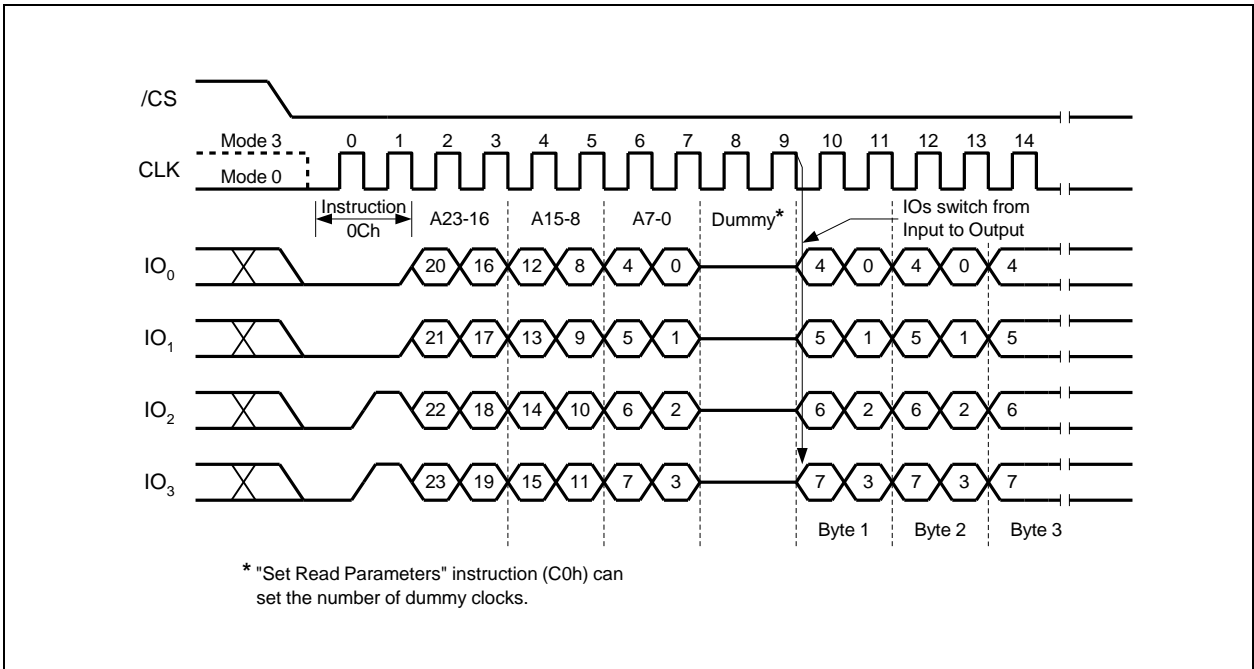 /CS
Mode 3 0 1 2 3 4 5 6 7 8 9 10 11 12 13 14
CLK
Mode 0
Instruction
0Ch
A23-16 A15-8 A7-0 Dummy*
IOs switch from
Input to Output
IO0 20 16 12 8 4 0 4 0 4 0 4
IO1 21 17 13 9 5 1 5 1 5 1 5
IO2 22 18 14 10 6 2 6 2 6 2 6
IO3 23 19 15 11 7 3 7 3 7 3 7
Byte 1 Byte 2 Byte 3
* "Set Read Parameters" instruction (C0h) can
set the number of dummy clocks.